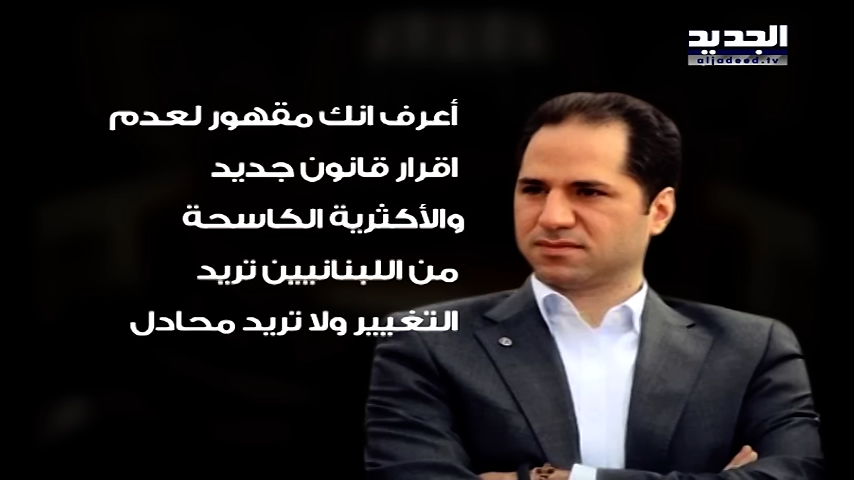 الجديد
aljadeed.tv
أعرف انك مقهور لعدم
اقرار قانون جديد
والأكثرية الكاسحة
من اللبنانيين تريد
التغيير ولا تريد محادل